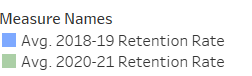 Measure Names
Avg. 2018-19 Retention Rate
Avg. 2020-21 Retention Rate